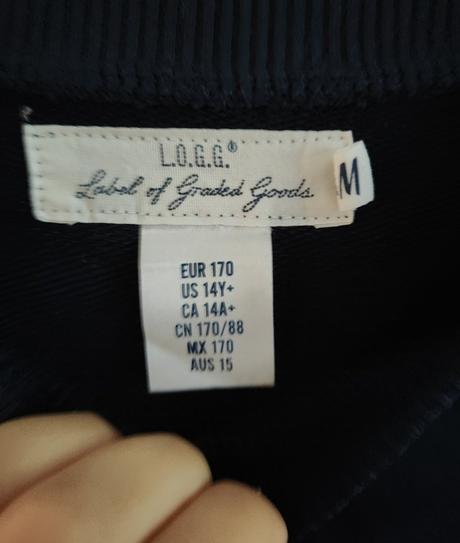 L.O.G.G.®
Label of Graded Goods
M
EUR 170
US 14Y+
CA 14A+
CN 170/88
MX 170
AUS 15